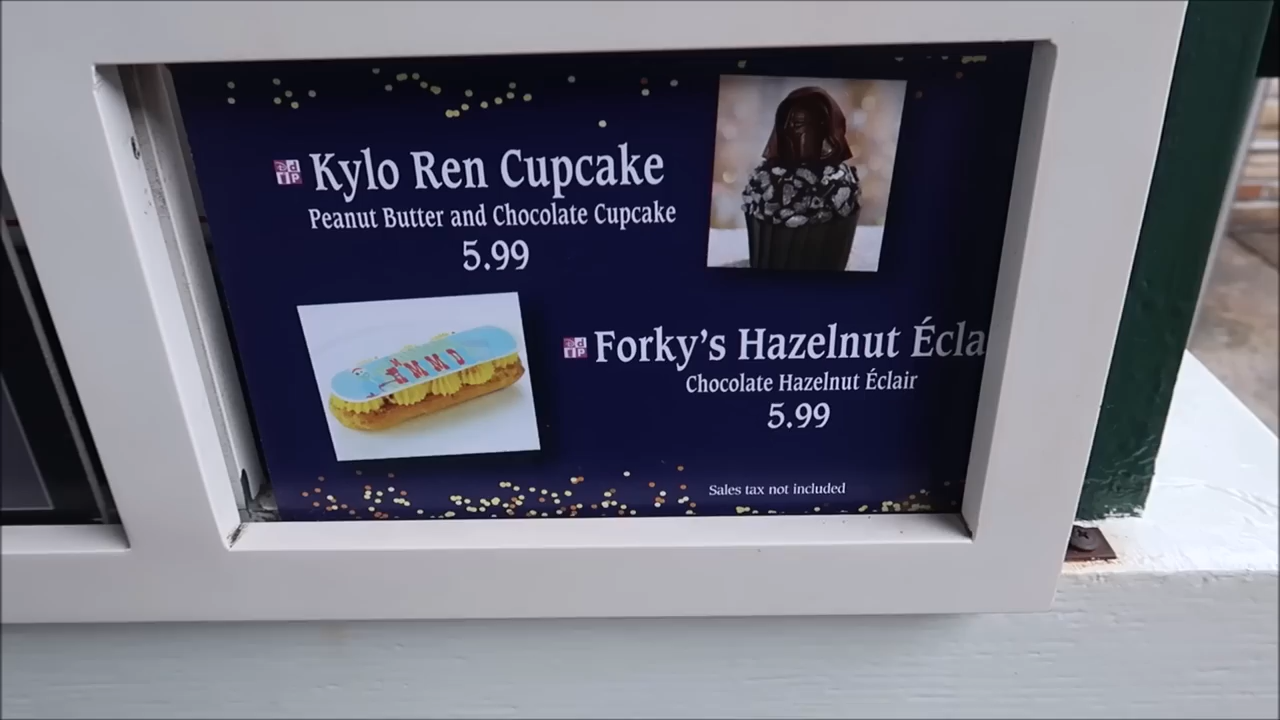 Kylo Ren Cupcake
Peanut Butter and Chocolate Cupcake
5.99
Forky's Hazelnut Écla
Chocolate Hazelnut Éclair
5.99
Sales tax not included